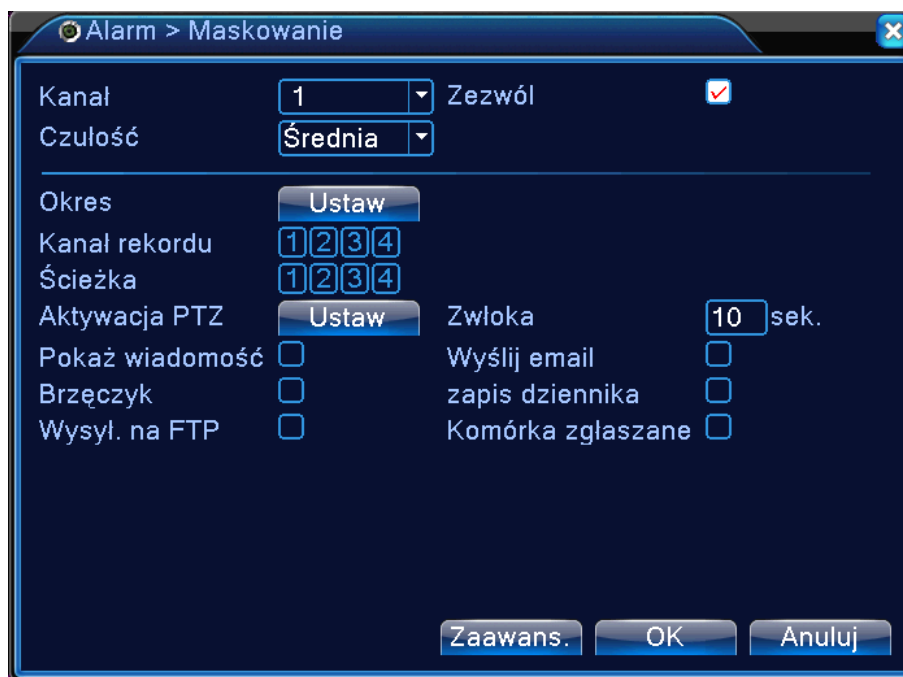 Alarm > Maskowanie
Kanał 1 Zezwól
Czułość Średnia
Okres Ustaw
Kanał rekordu 1 2 3 4
Ścieżka 1 2 3 4
Aktywacja PTZ Ustaw Zwłoka 10 sek.
Pokaż wiadomość Wyślij email
Brzęczyk zapis dziennika
Wysył. na FTP Komórka zgłaszane
Zaawans. OK Anuluj